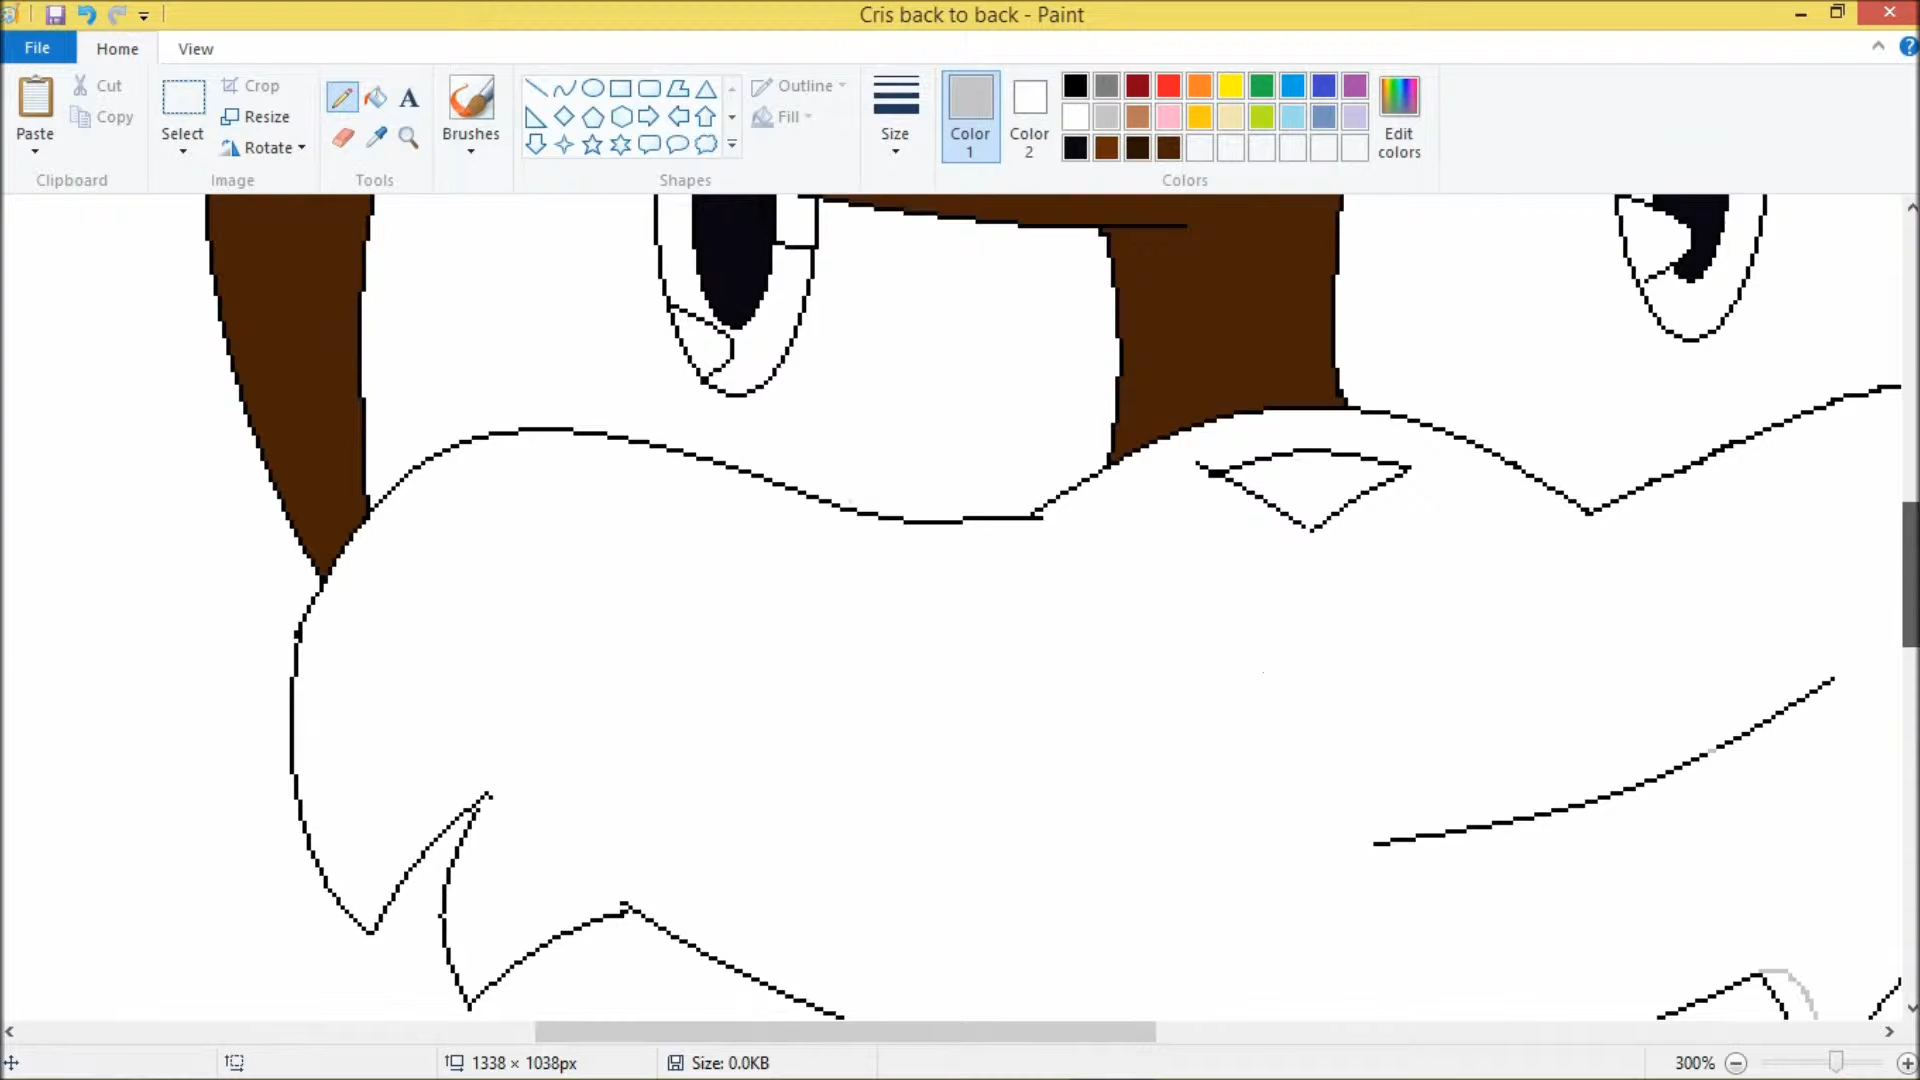 Cris back to back - Paint
File Home View
Paste
Cut
Copy
Clipboard
Select
Crop
Resize
Rotate
Image
A
Tools
Brushes
Shapes
Outline
Fill
Size
Color 1
Color 2
Edit colors
Colors
1338 × 1038px
Size: 0.0KB
300%